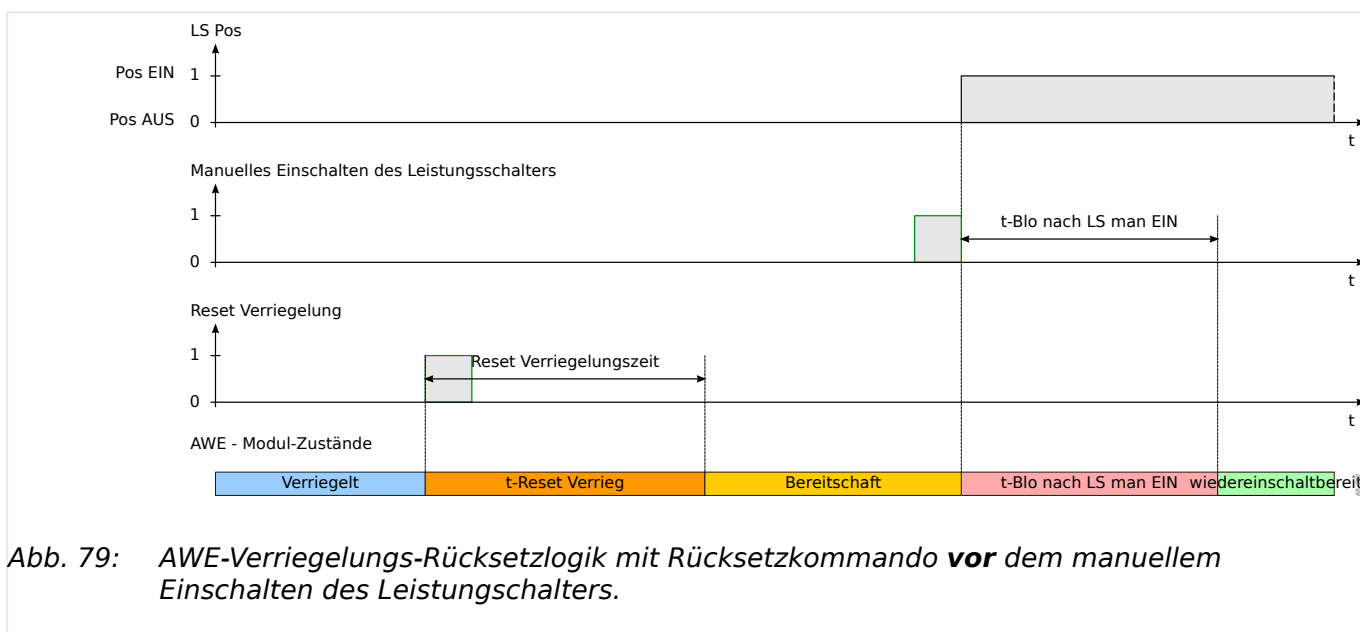 LS Pos
Pos EIN 1
Pos AUS 0
t
Manuelles Einschalten des Leistungsschalters
1
t-Blo nach LS man EIN
0
t
Reset Verriegelung
1
Reset Verriegelungszeit
0
t
AWE - Modul-Zustände
Verriegelt t-Reset Verrieg Bereitschaft t-Blo nach LS man EIN wiedereinschaltbereit
Abb. 79: AWE-Verriegelungs-Rücksetzlogik mit Rücksetzkommando vor dem manuellem
Einschalten des Leistungschalters.